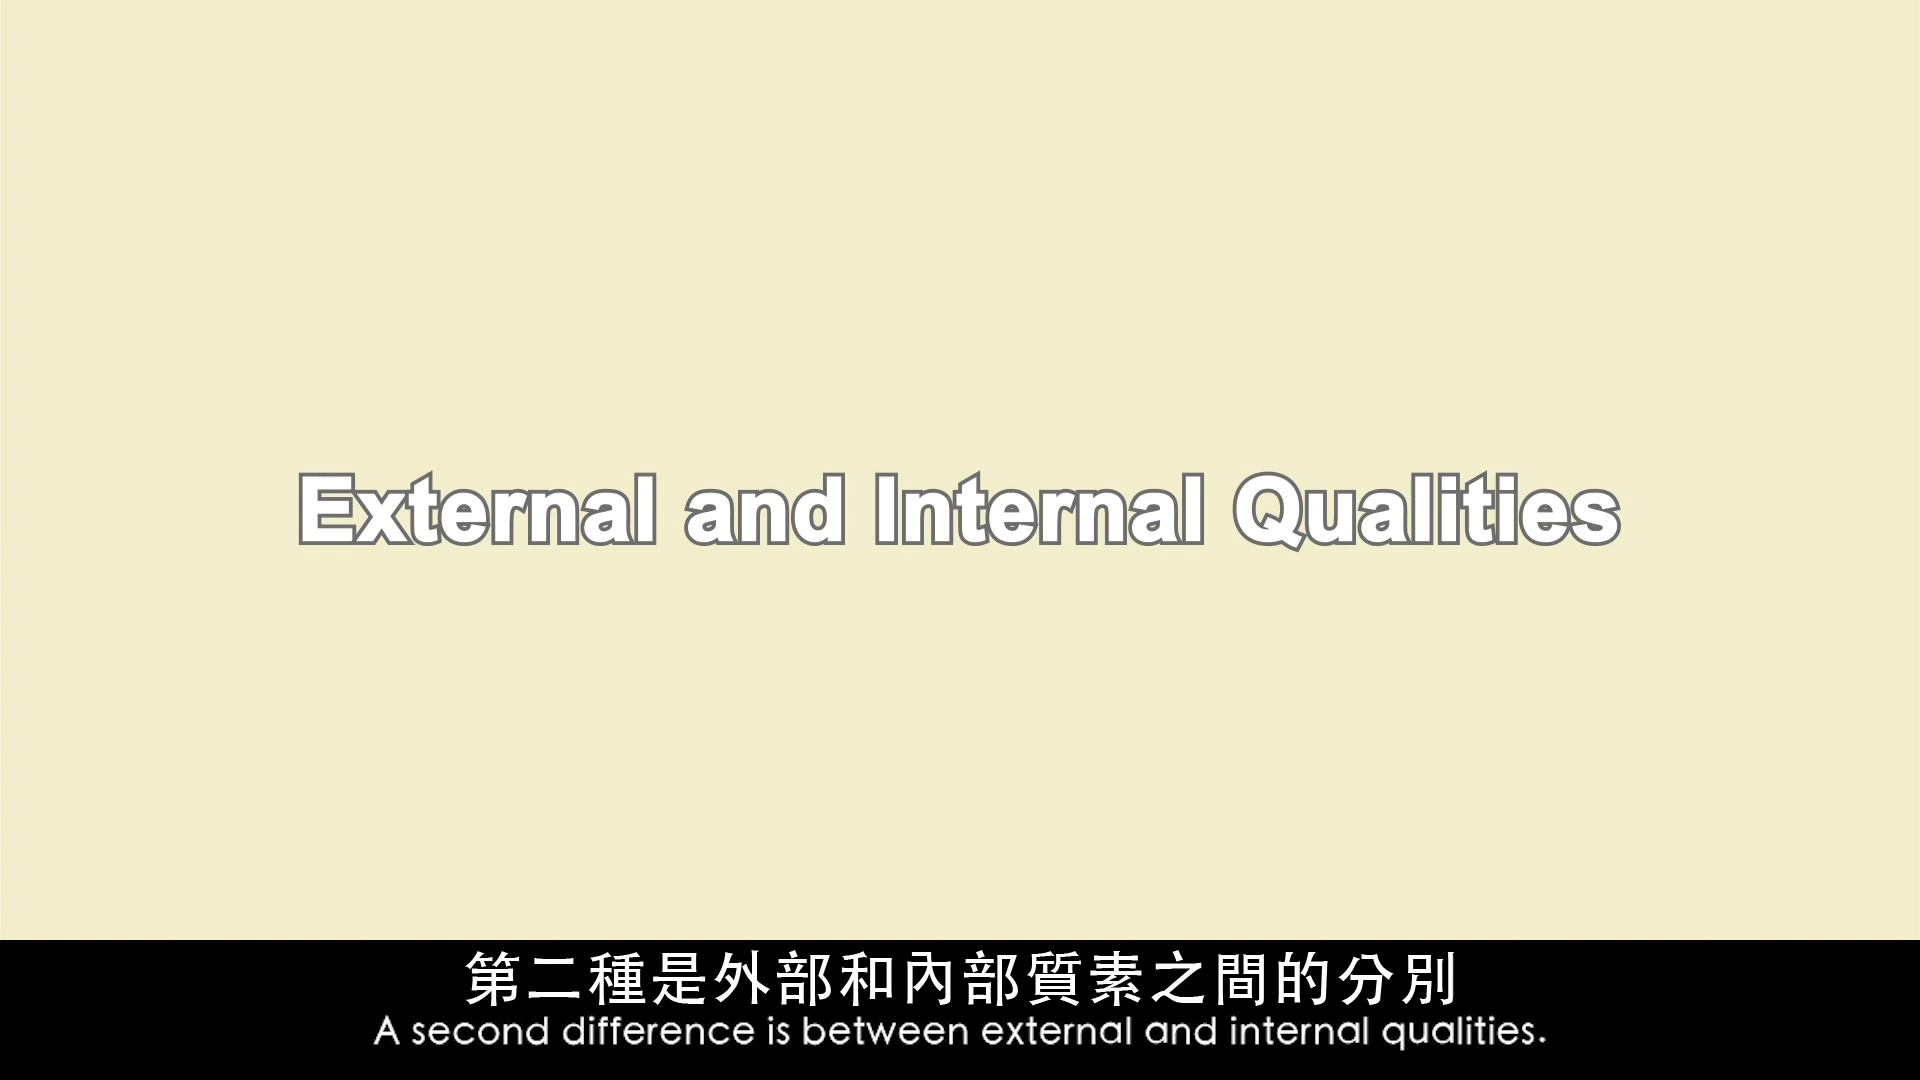 External and Internal Qualities
第二種是外部和內部質素之間的分別
A second difference is between external and internal qualities.